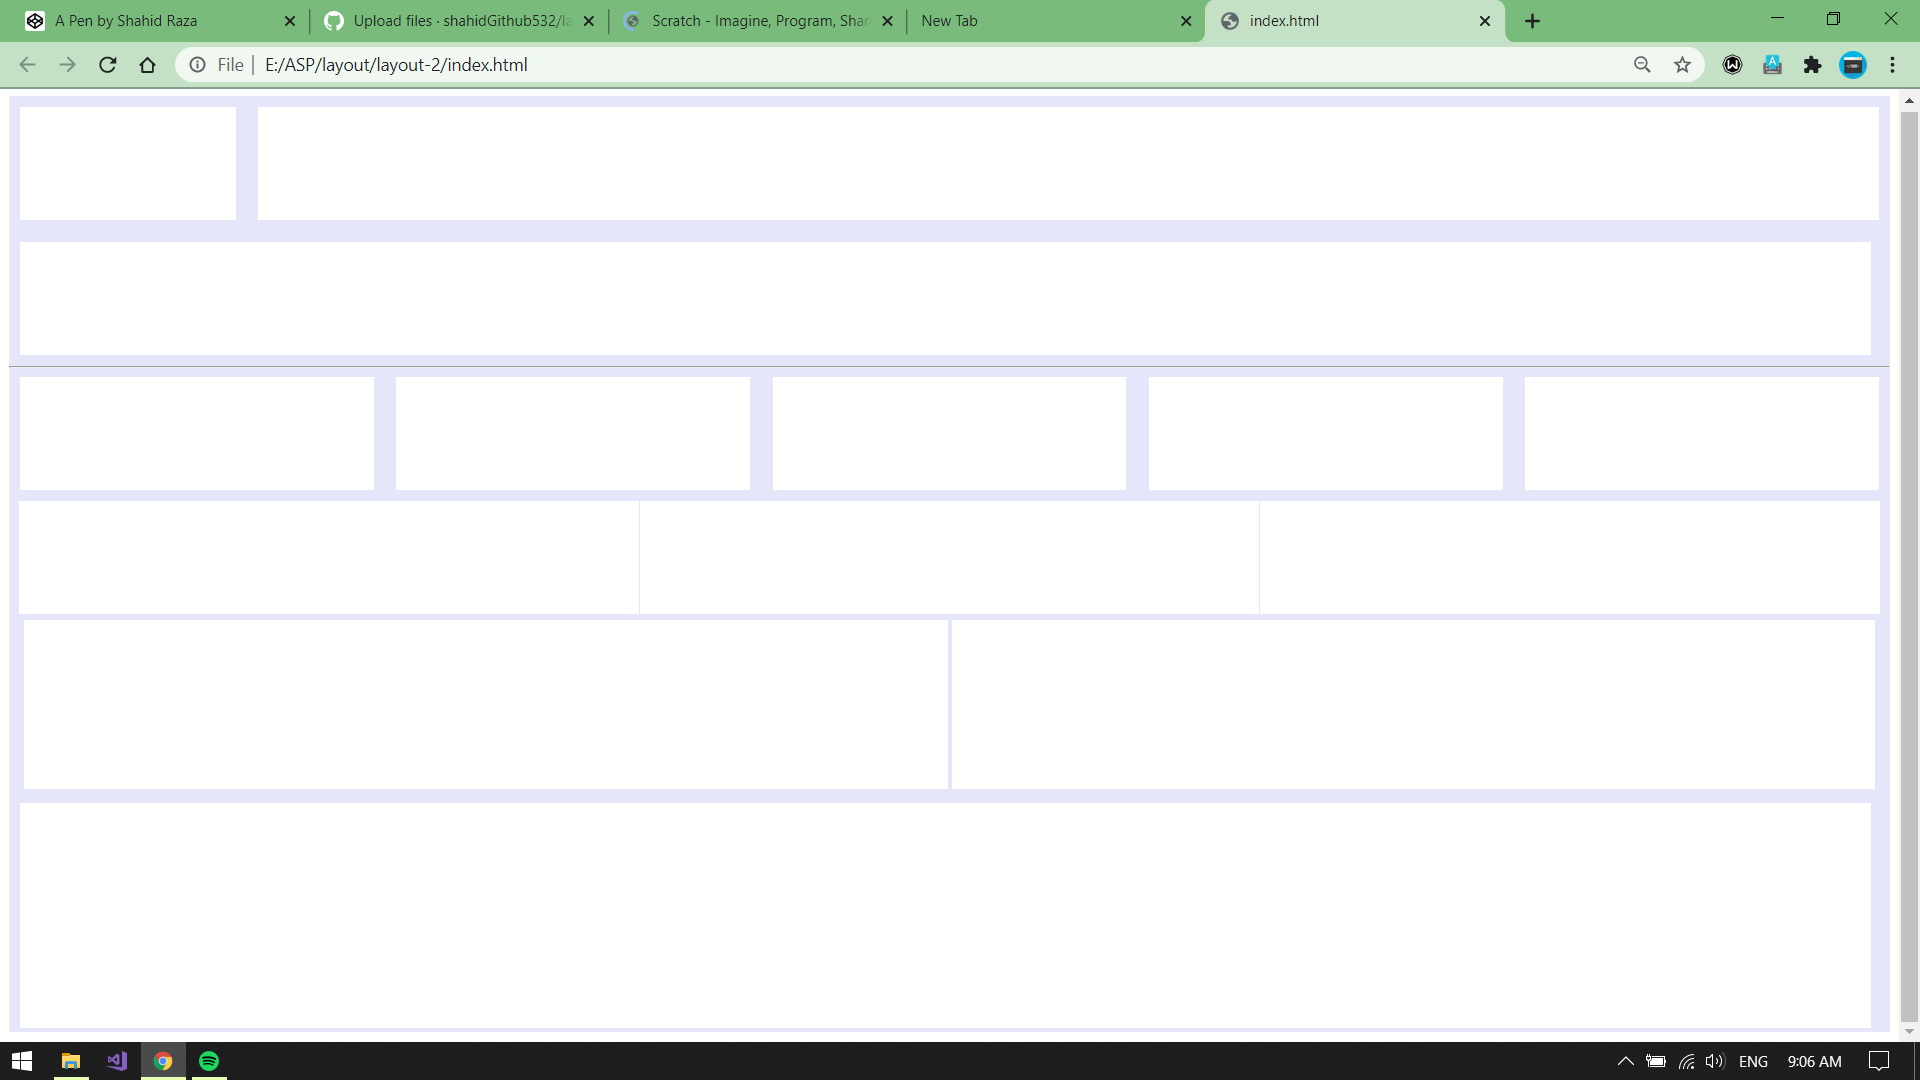 A Pen by Shahid Raza
Upload files · shahidGithub532/la
Scratch - Imagine, Program, Shar
New Tab
index.html
File | E:/ASP/layout/layout-2/index.html
ENG
9:06 AM